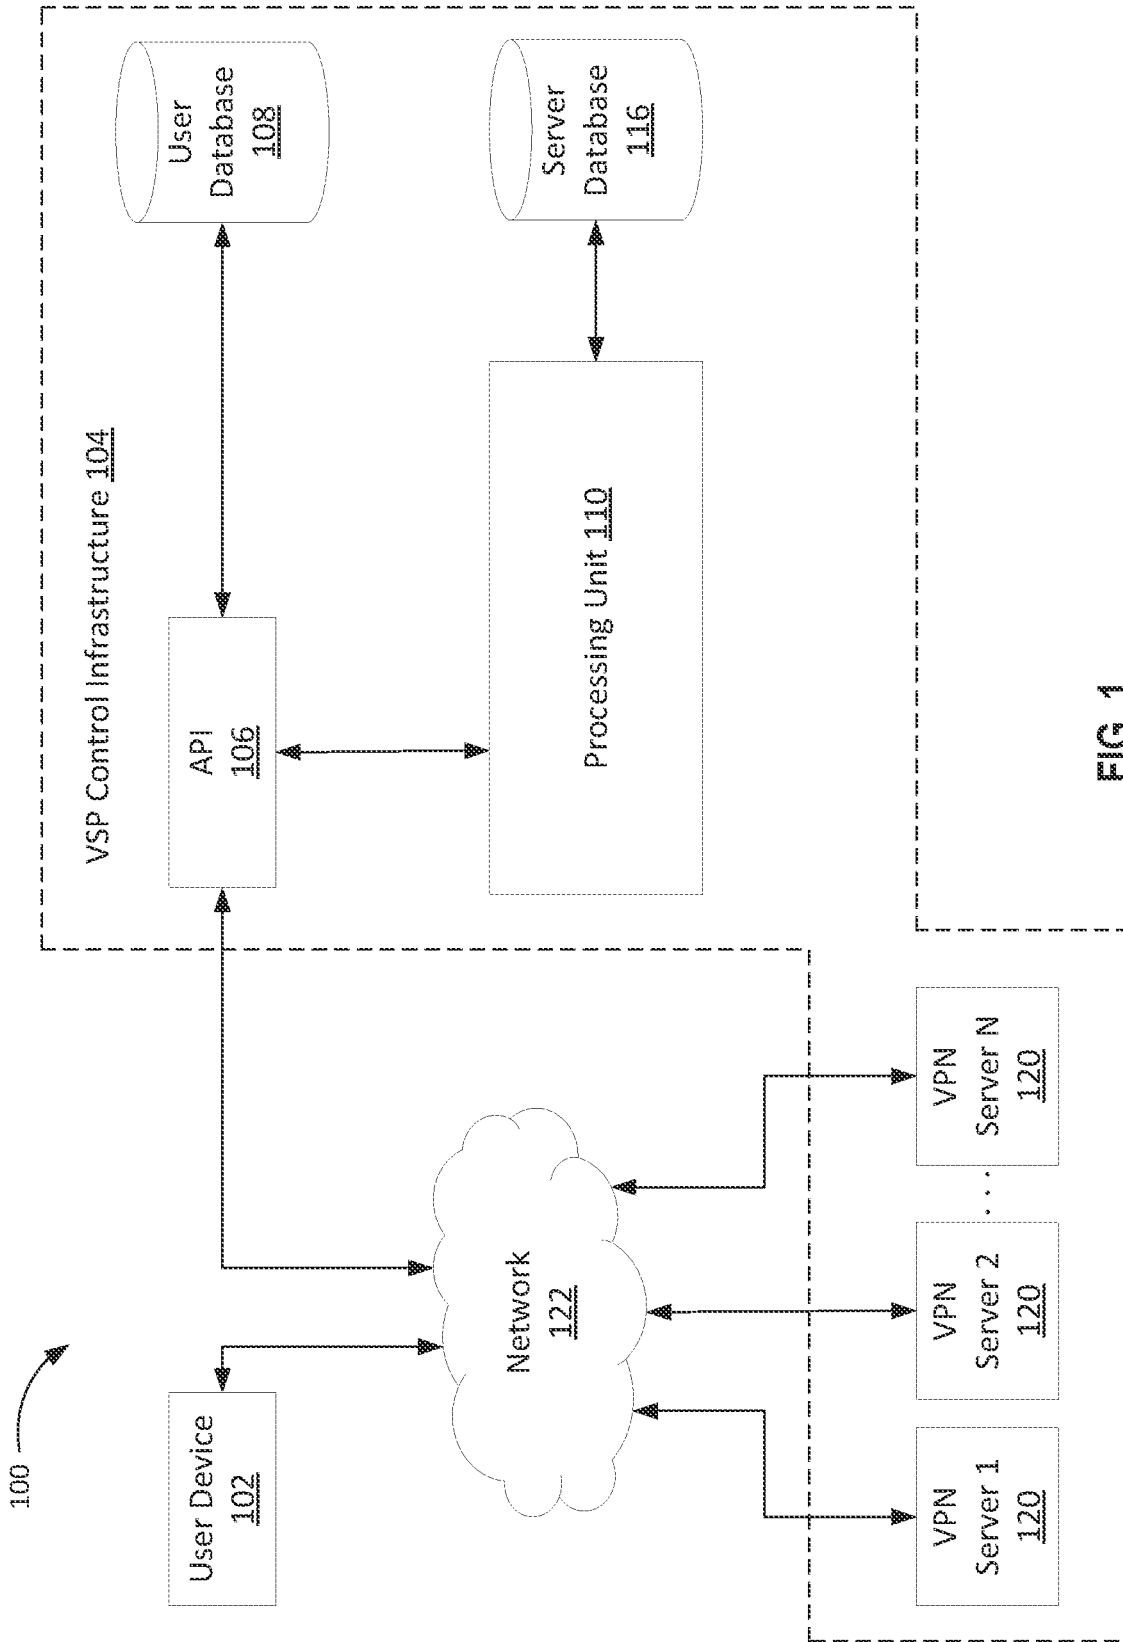 100
User Device
102
Network
122
VSP Control Infrastructure 104
API
106
User
Database
108
Processing Unit 110
Server
Database
116
VPN
Server 1
120
VPN
Server 2
120
. . .
VPN
Server N
120
FIG. 1